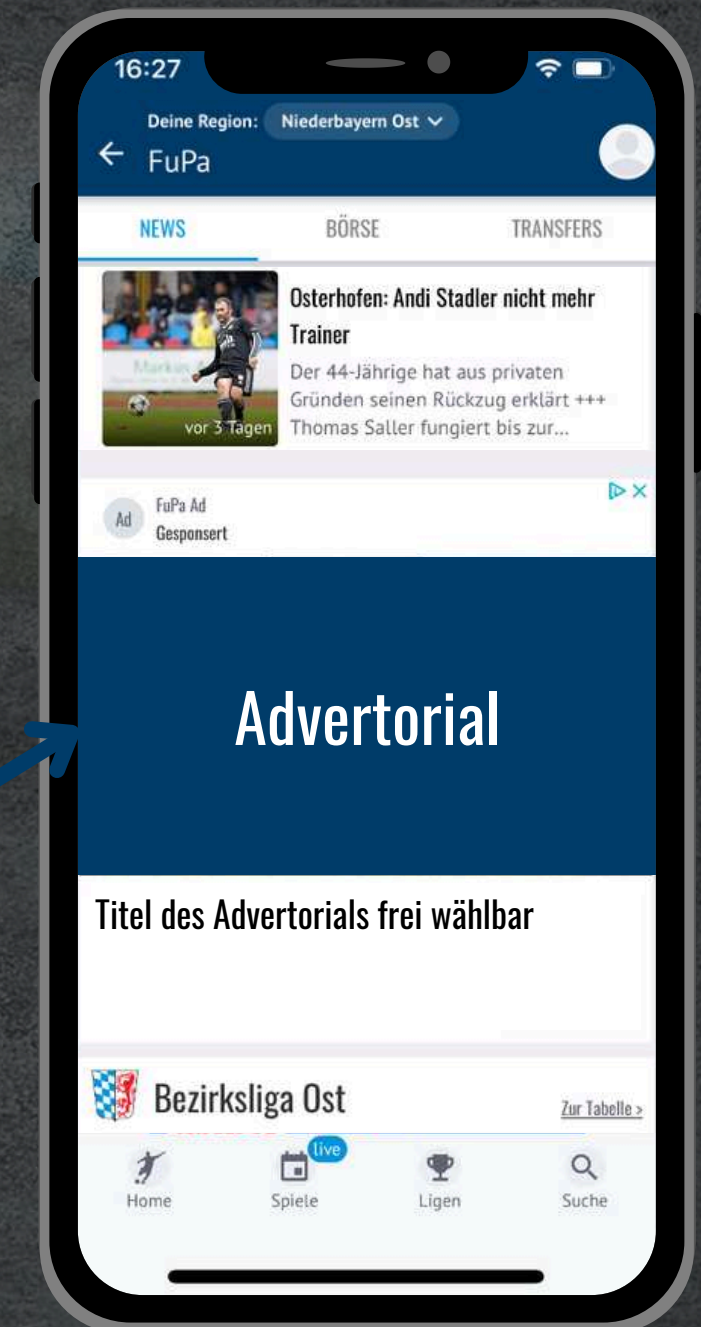 16:27
Deine Region: Niederbayern Ost
FuPa
NEWS BÖRSE TRANSFERS
Osterhofen: Andi Stadler nicht mehr
Trainer
Der 44-Jährige hat aus privaten
Gründen seinen Rückzug erklärt +++
Thomas Saller fungiert bis zur...
vor 3 Tagen
Ad
FuPa Ad
Gesponsert
Advertorial
Titel des Advertorials frei wählbar
Bezirksliga Ost
Zur Tabelle >
live
Home Spiele Ligen Suche